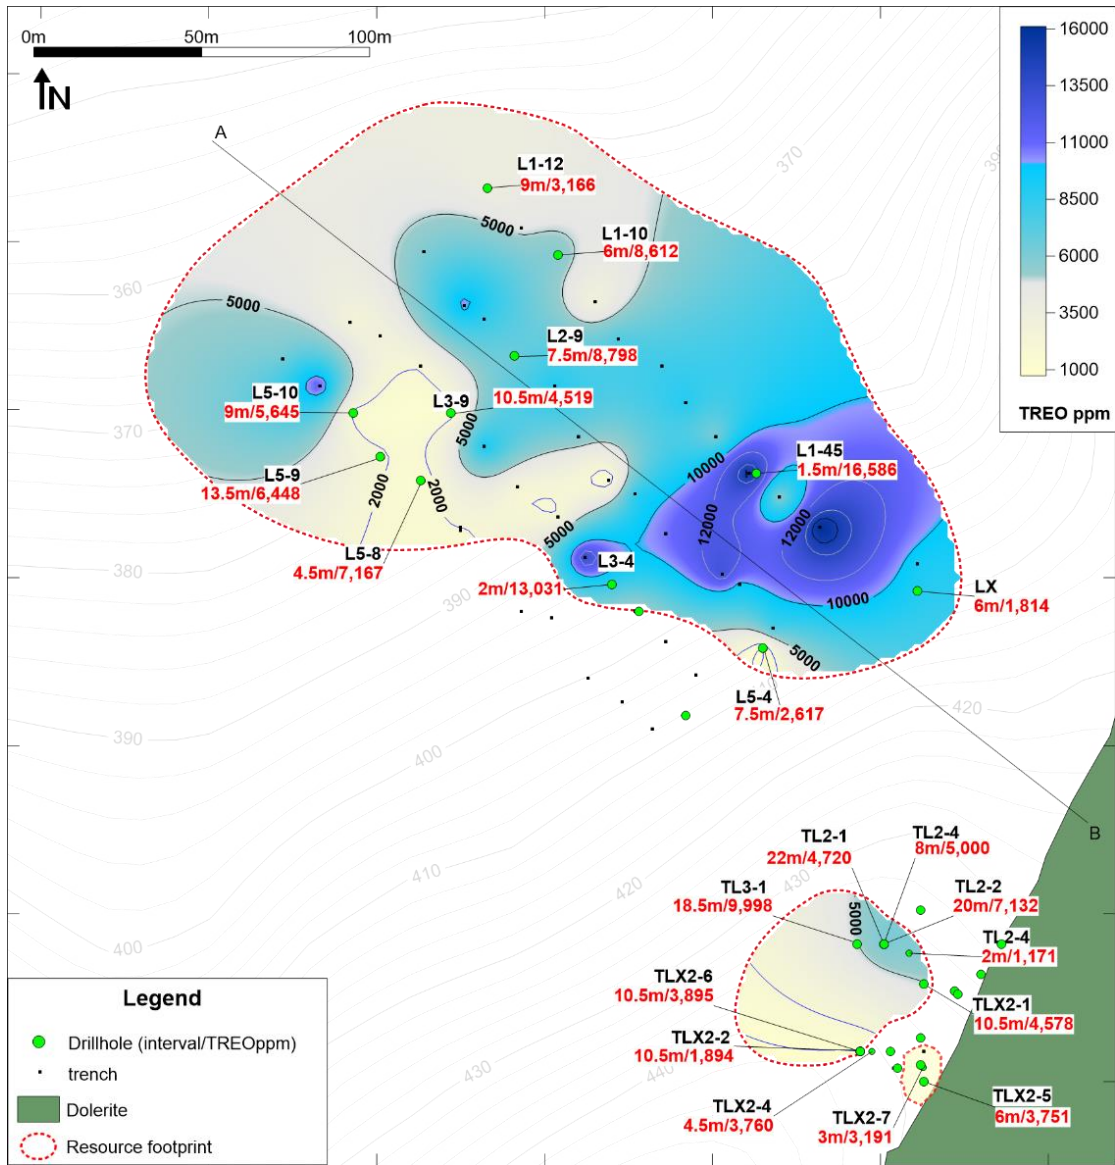 0m 50m 100m
N
16000
13500
11000
8500
6000
3500
1000
TREO ppm
A
370
L1-12
9m/3,166
5000
L1-10
6m/8,612
360
5000
L2-9
7.5m/8,798
L5-10
9m/5,645
L3-9
10.5m/4,519
5000
370
L1-45
1.5m/16,586
10000
L5-9
13.5m/6,448
2000
2000
12000
12000
5000
L5-8
4.5m/7,167
L3-4
2m/13,031
380
390
10000
LX
6m/1,814
5000
L5-4
7.5m/2,617
420
390
400
B
410
420
430
400
TL2-1
22m/4,720
TL2-4
8m/5,000
TL3-1
18.5m/9,998
5000
TL2-2
20m/7,132
TL2-4
2m/1,171
TLX2-6
10.5m/3,895
TLX2-1
10.5m/4,578
TLX2-2
10.5m/1,894
430
440
TLX2-4
4.5m/3,760
TLX2-7
3m/3,191
TLX2-5
6m/3,751
Legend
Drillhole (interval/TREOppm)
trench
Dolerite
Resource footprint